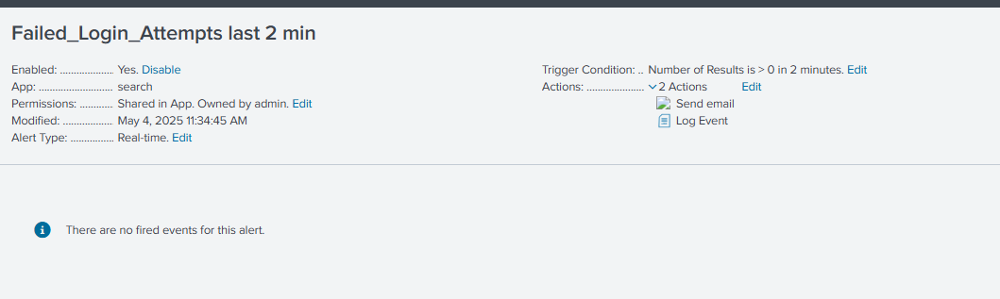 Failed_Login_Attempts last 2 min
Enabled: ................... Yes. Disable
App: .......................... search
Permissions: ............ Shared in App. Owned by admin. Edit
Modified: .................. May 4, 2025 11:34:45 AM
Alert Type: ................ Real-time. Edit
Trigger Condition: .. Number of Results is > 0 in 2 minutes. Edit
Actions: ..................... 2 Actions Edit
Send email
Log Event
There are no fired events for this alert.